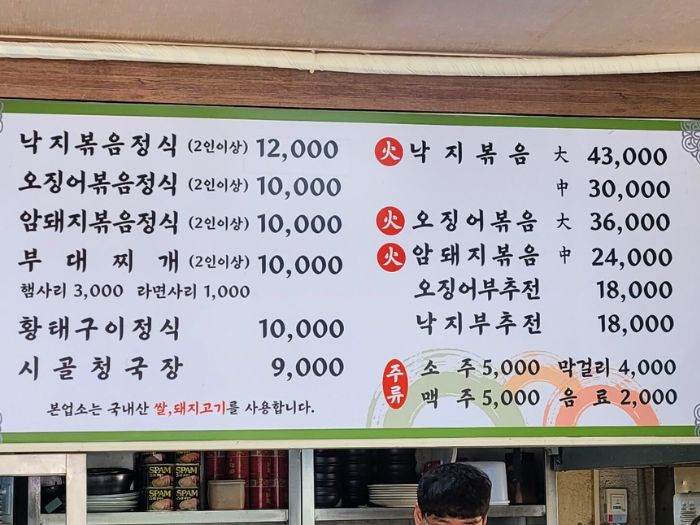 낙지볶음정식 (2인이상) 12,000
오징어볶음정식 (2인이상) 10,000
암돼지볶음정식 (2인이상) 10,000
부대찌개 (2인이상) 10,000
햄사리 3,000 라면사리 1,000
황태구이정식 10,000
시골청국장 9,000
본업소는 국내산 쌀,돼지고기를 사용합니다.
火 낙지볶음 大 43,000
中 30,000
火 오징어볶음 大 36,000
火 암돼지볶음 中 24,000
오징어부추전 18,000
낙지부추전 18,000
주류
소주 5,000 막걸리 4,000
맥주 5,000 음료 2,000
SPAM SPAM
SPAM SPAM
SPAM SPAM